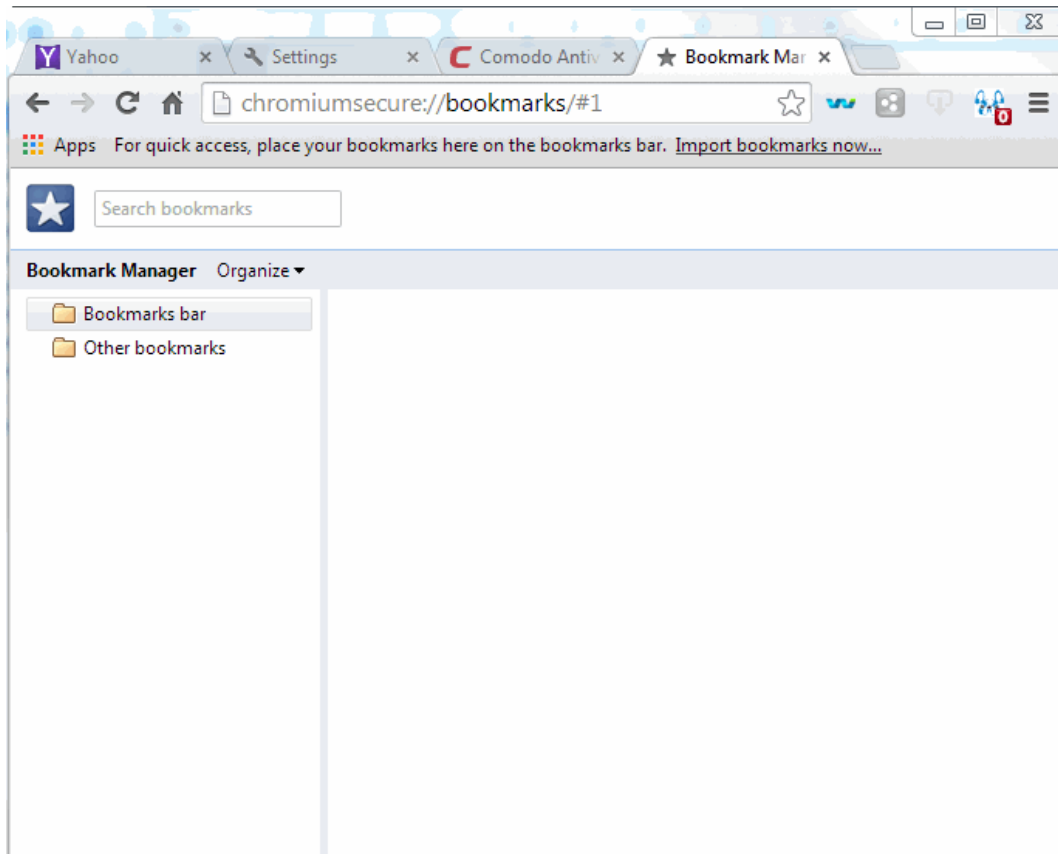 Yahoo Settings Comodo Antiv Bookmark Mar
chromiumsecure://bookmarks/#1
0
Apps For quick access, place your bookmarks here on the bookmarks bar. Import bookmarks now...
Search bookmarks
Bookmark Manager Organize
Bookmarks bar
Other bookmarks